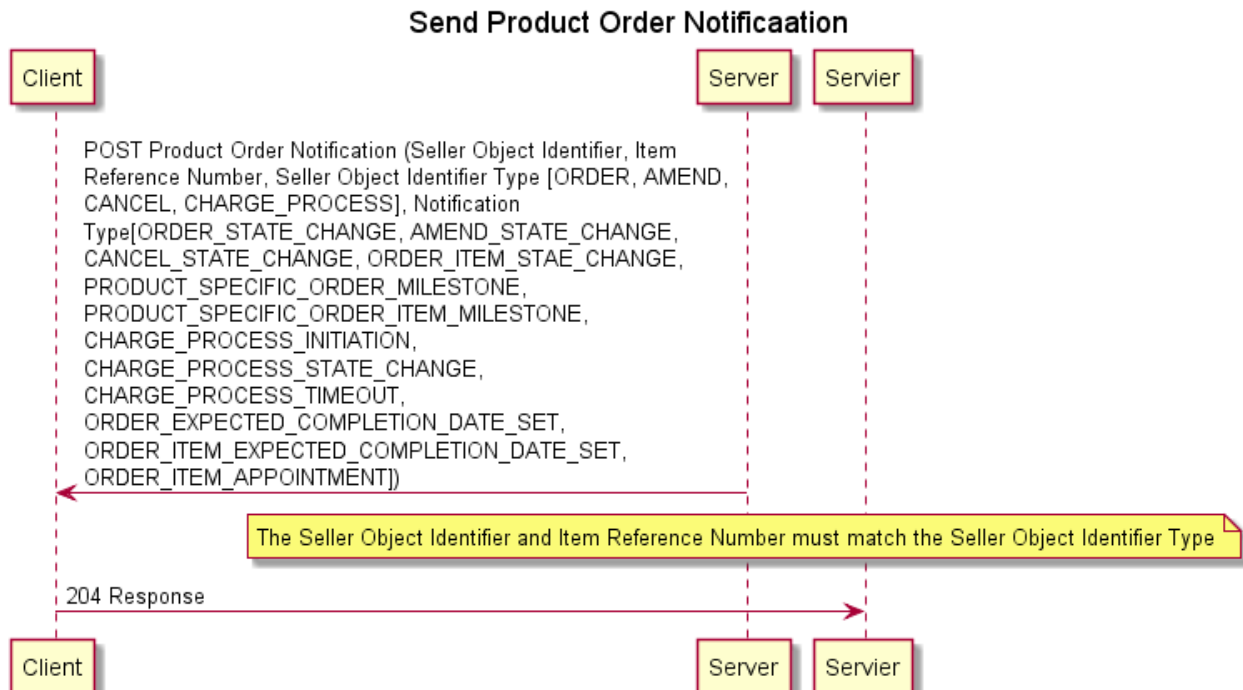 Send Product Order Notificaation
Client
Server
Servier
POST Product Order Notification (Seller Object Identifier, Item
Reference Number, Seller Object Identifier Type [ORDER, AMEND,
CANCEL, CHARGE_PROCESS], Notification
Type[ORDER_STATE_CHANGE, AMEND_STATE_CHANGE,
CANCEL_STATE_CHANGE, ORDER_ITEM_STAE_CHANGE,
PRODUCT_SPECIFIC_ORDER_MILESTONE,
PRODUCT_SPECIFIC_ORDER_ITEM_MILESTONE,
CHARGE_PROCESS_INITIATION,
CHARGE_PROCESS_STATE_CHANGE,
CHARGE_PROCESS_TIMEOUT,
ORDER_EXPECTED_COMPLETION_DATE_SET,
ORDER_ITEM_EXPECTED_COMPLETION_DATE_SET,
ORDER_ITEM_APPOINTMENT])
The Seller Object Identifier and Item Reference Number must match the Seller Object Identifier Type
204 Response
Client
Server
Servier